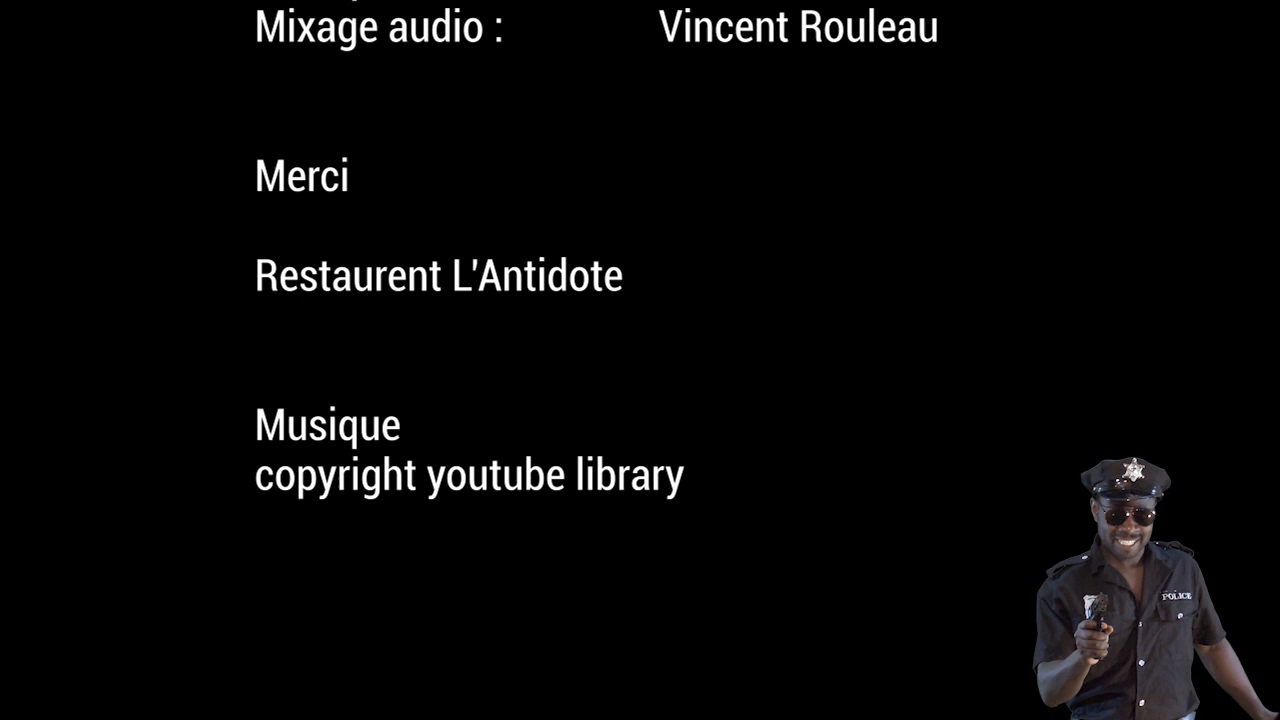 Mixage audio : Vincent Rouleau
Merci
Restaurent L'Antidote
Musique
copyright youtube library
POLICE